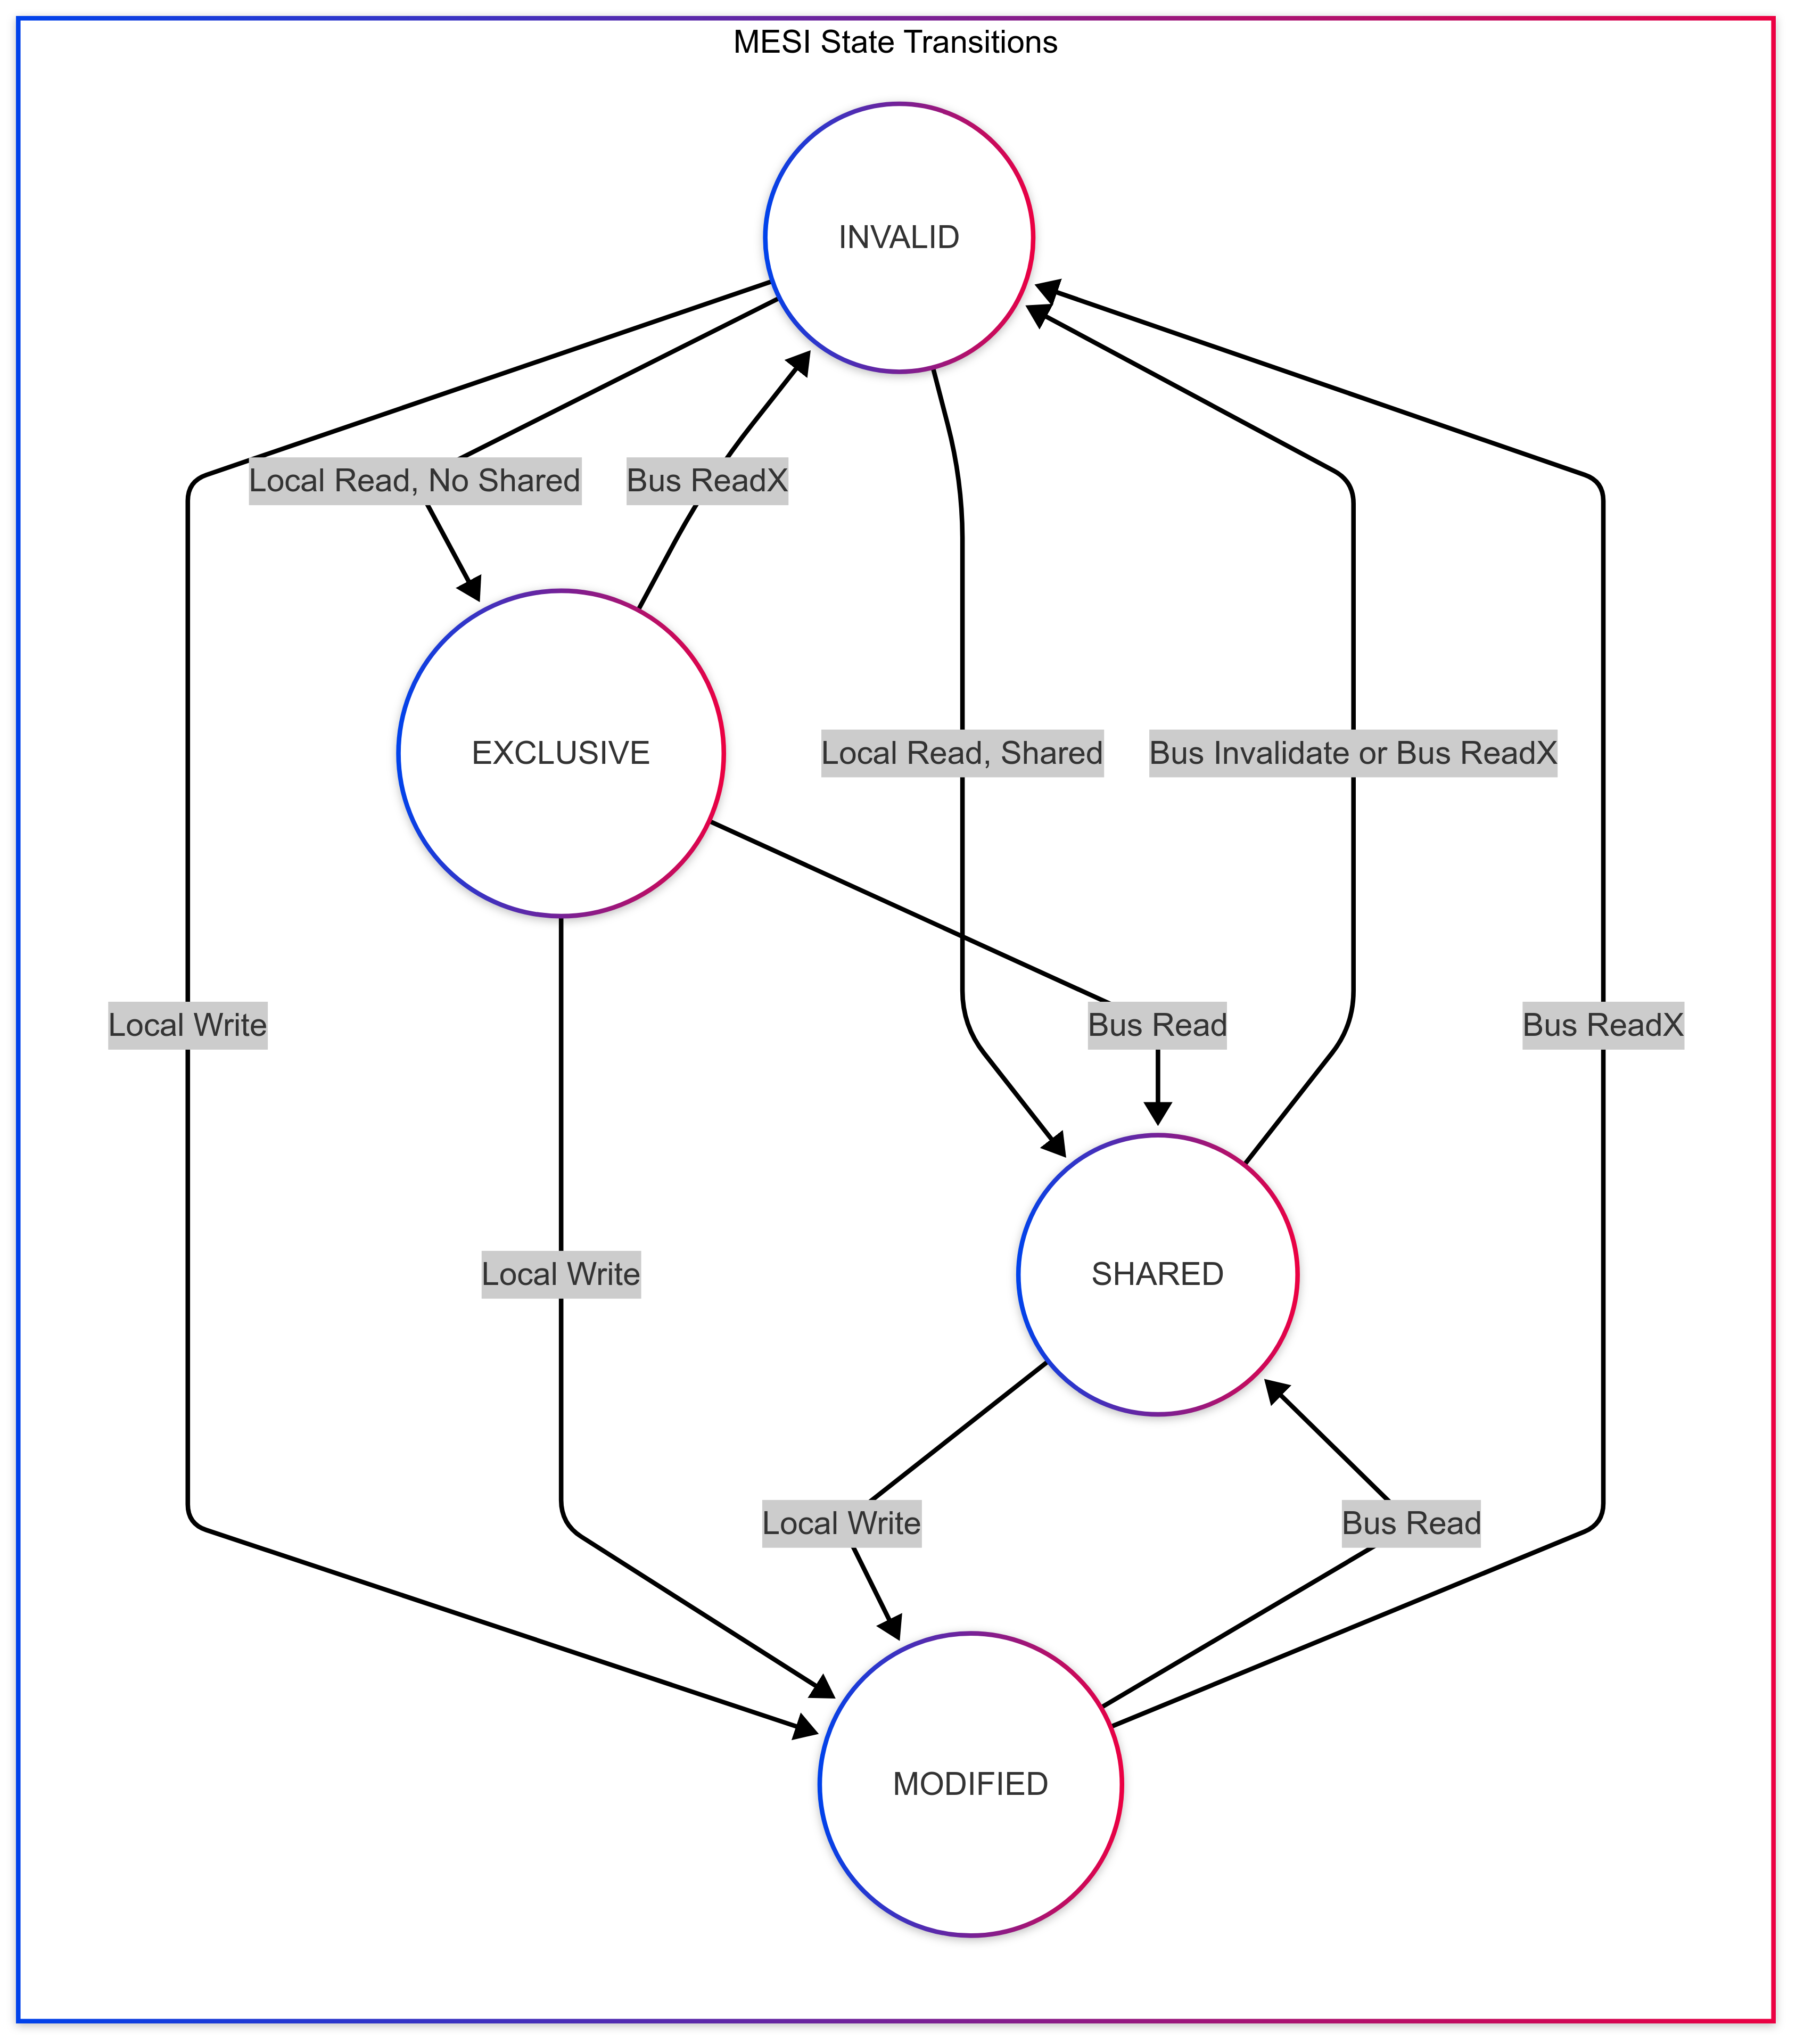 MESI State Transitions
INVALID
Local Read, No Shared
Bus ReadX
EXCLUSIVE
Local Read, Shared
Bus Invalidate or Bus ReadX
Local Write
Bus Read
Bus ReadX
Local Write
SHARED
Local Write
Bus Read
MODIFIED